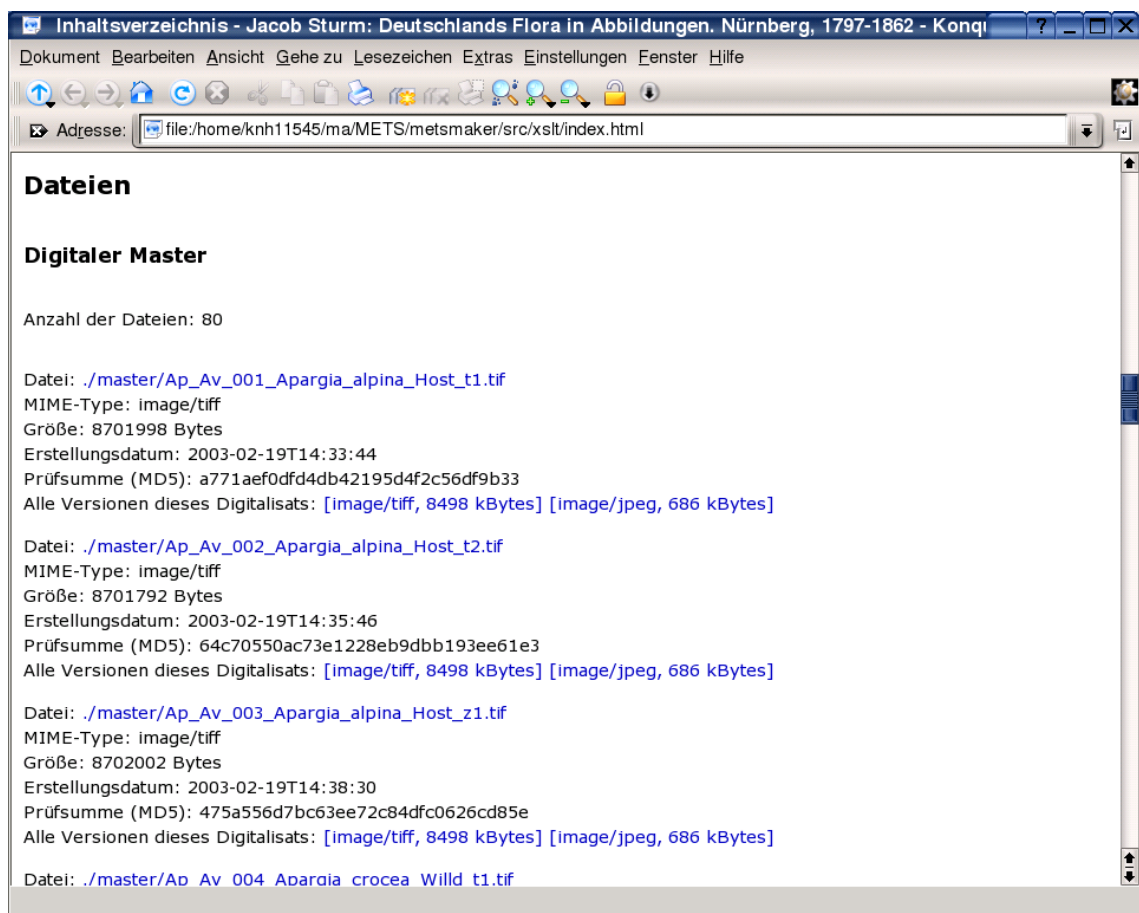 Inhaltsverzeichnis - Jacob Sturm: Deutschlands Flora in Abbildungen. Nürnberg, 1797-1862 - Konq
Dokument Bearbeiten Ansicht Gehe zu Lesezeichen Extras Einstellungen Fenster Hilfe
Adresse: file:/home/knh11545/ma/METS/metsmaker/src/xslt/index.html
Dateien
Digitaler Master
Anzahl der Dateien: 80
Datei: ./master/Ap_Av_001_Apargia_alpina_Host_t1.tif
MIME-Type: image/tiff
Größe: 8701998 Bytes
Erstellungsdatum: 2003-02-19T14:33:44
Prüfsumme (MD5): a771aef0dfd4db42195d4f2c56df9b33
Alle Versionen dieses Digitalisats: [image/tiff, 8498 kBytes] [image/jpeg, 686 kBytes]
Datei: ./master/Ap_Av_002_Apargia_alpina_Host_t2.tif
MIME-Type: image/tiff
Größe: 8701792 Bytes
Erstellungsdatum: 2003-02-19T14:35:46
Prüfsumme (MD5): 64c70550ac73e1228eb9dbb193ee61e3
Alle Versionen dieses Digitalisats: [image/tiff, 8498 kBytes] [image/jpeg, 686 kBytes]
Datei: ./master/Ap_Av_003_Apargia_alpina_Host_z1.tif
MIME-Type: image/tiff
Größe: 8702002 Bytes
Erstellungsdatum: 2003-02-19T14:38:30
Prüfsumme (MD5): 475a556d7bc63ee72c84dfc0626cd85e
Alle Versionen dieses Digitalisats: [image/tiff, 8498 kBytes] [image/jpeg, 686 kBytes]
Datei: ./master/Ap_Av_004_Apargia_crocea_Willd_t1.tif